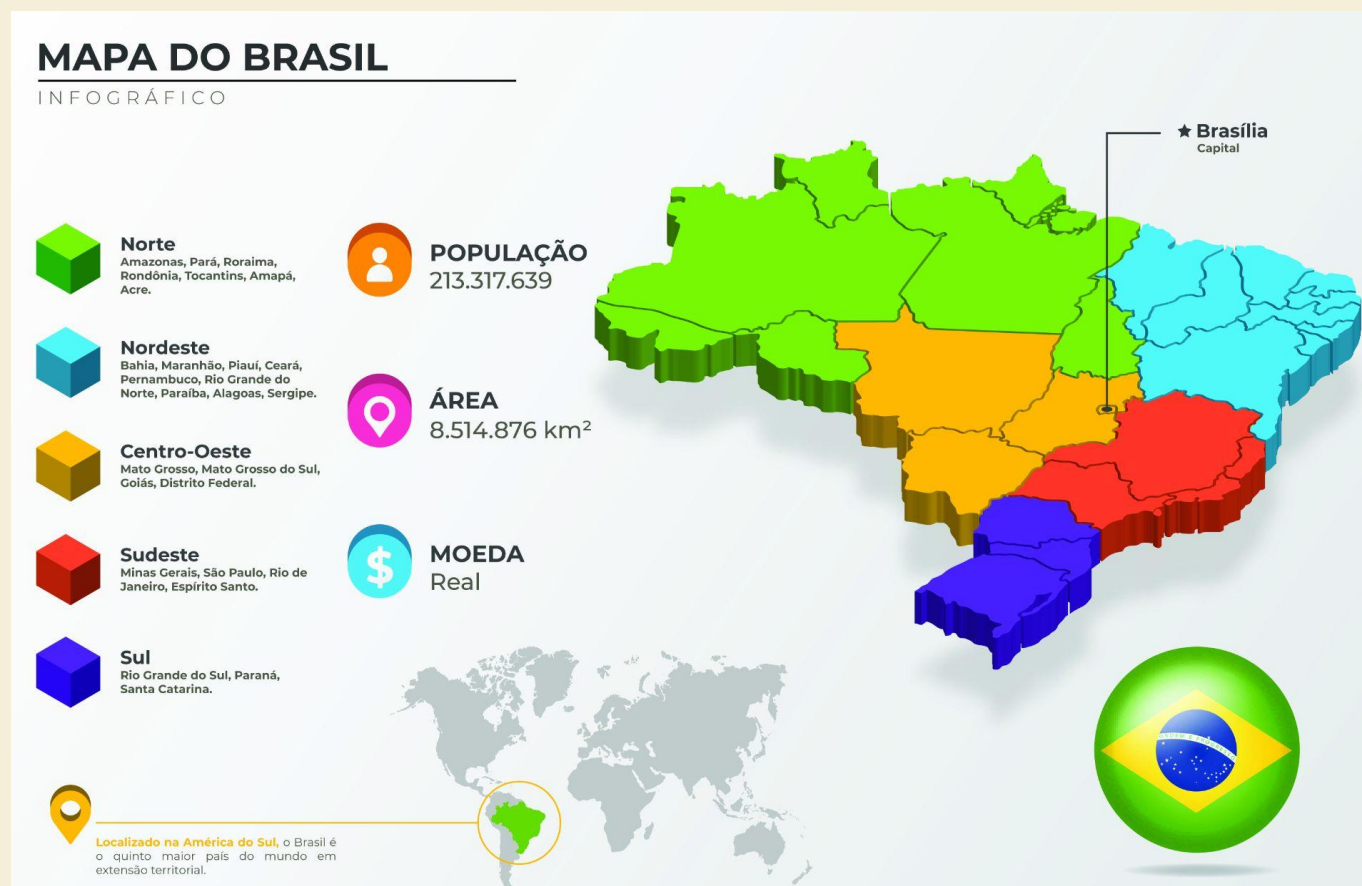 MAPA DO BRASIL
INFOGRÁFICO
★ Brasília
Capital
Norte
Amazonas, Pará, Roraima,
Rondônia, Tocantins, Amapá,
Acre.
Nordeste
Bahia, Maranhão, Piauí, Ceará,
Pernambuco, Rio Grande do
Norte, Paraíba, Alagoas, Sergipe.
Centro-Oeste
Mato Grosso, Mato Grosso do Sul,
Goiás, Distrito Federal.
Sudeste
Minas Gerais, São Paulo, Rio de
Janeiro, Espírito Santo.
Sul
Rio Grande do Sul, Paraná,
Santa Catarina.
POPULAÇÃO
213.317.639
ÁREA
8.514.876 km²
$
MOEDA
Real
Localizado na América do Sul, o Brasil é
o quinto maior país do mundo em
extensão territorial.